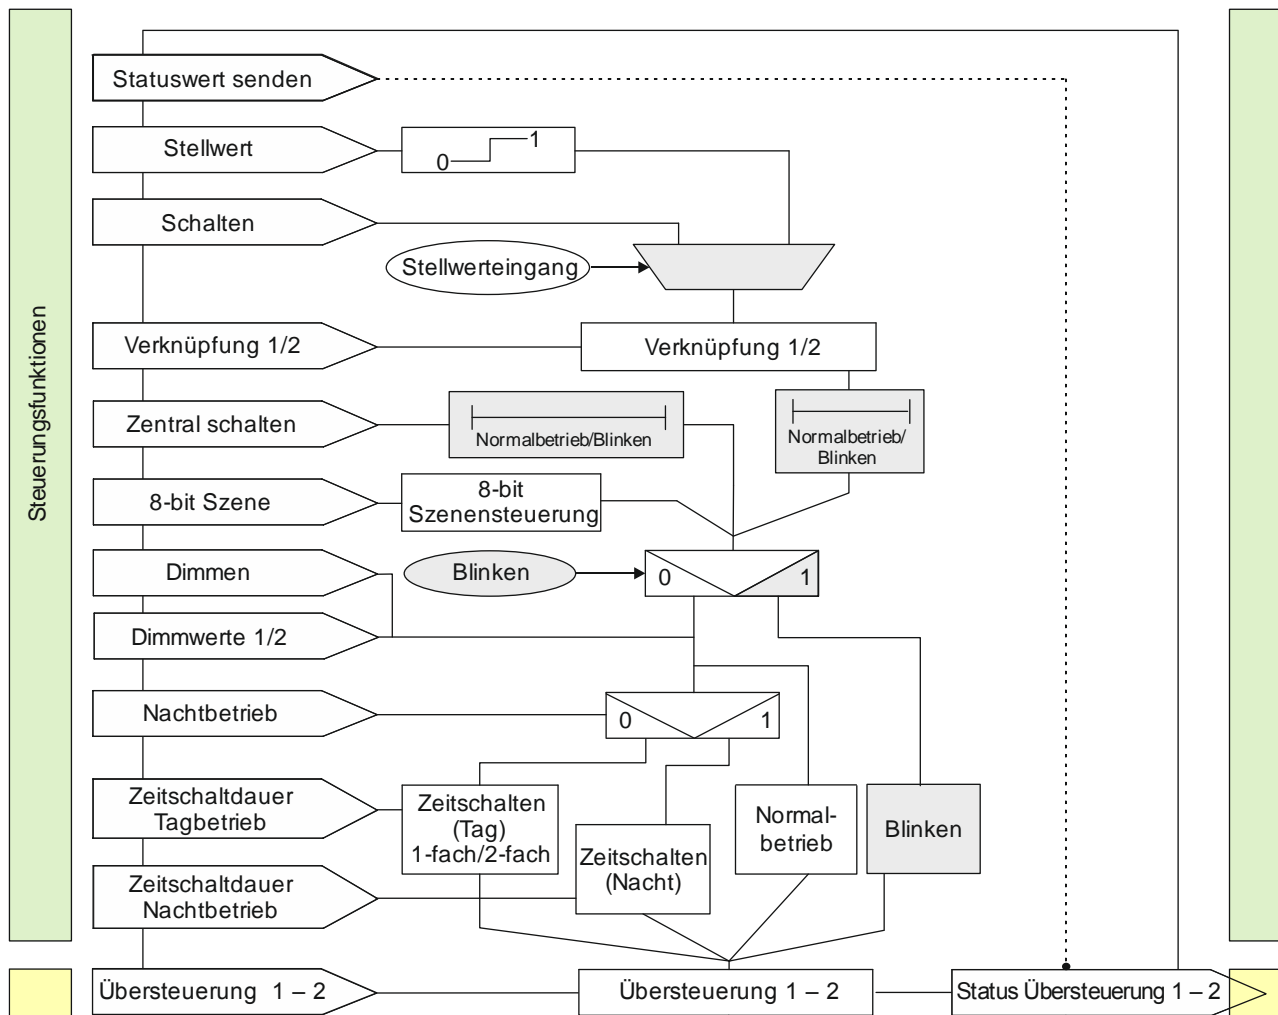 Steuerungsfunktionen
Statuswert senden
Stellwert
0
1
Schalten
Stellwerteingang
Verknüpfung 1/2
Verknüpfung 1/2
Zentral schalten
Normalbetrieb/Blinken
Normalbetrieb/
Blinken
8-bit Szene
8-bit
Szenensteuerung
Dimmen
Blinken
0
1
Dimmwerte 1/2
Nachtbetrieb
0
1
Zeitschaltdauer
Tagbetrieb
Zeitschalten
(Tag)
1-fach/2-fach
Zeitschalten
(Nacht)
Normal-
betrieb
Blinken
Zeitschaltdauer
Nachtbetrieb
Übersteuerung 1 – 2
Übersteuerung 1 – 2
Status Übersteuerung 1 – 2